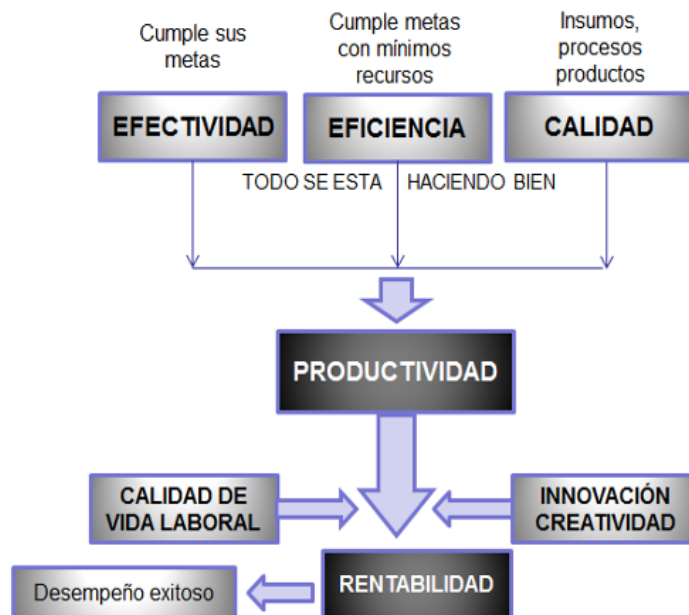 Cumple sus
metas
Cumple metas
con mínimos
recursos
Insumos,
procesos
productos
EFECTIVIDAD
EFICIENCIA
CALIDAD
TODO SE ESTA HACIENDO BIEN
PRODUCTIVIDAD
CALIDAD DE
VIDA LABORAL
INNOVACIÓN
CREATIVIDAD
RENTABILIDAD
Desempeño exitoso